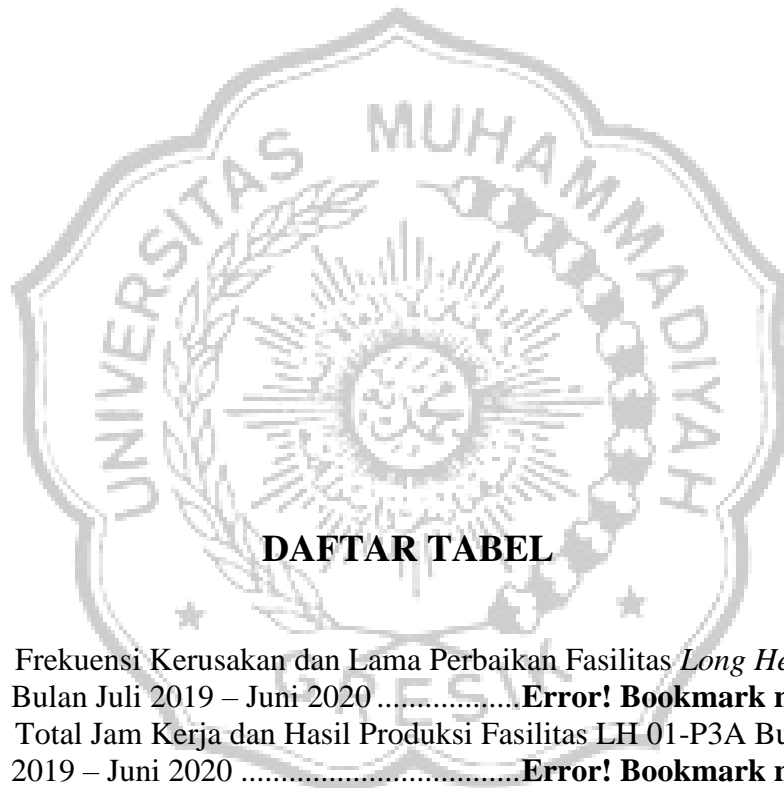 UNIVERSITAS MUHAMMADIYAH
GRESIK
DAFTAR TABEL
Frekuensi Kerusakan dan Lama Perbaikan Fasilitas Long He
Bulan Juli 2019 – Juni 2020 .................Error! Bookmark n
Total Jam Kerja dan Hasil Produksi Fasilitas LH 01-P3A Bu
2019 – Juni 2020 .................................Error! Bookmark n